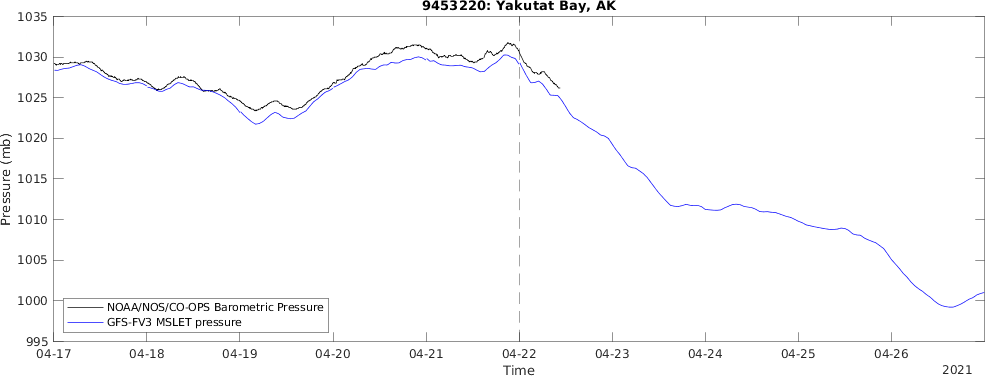 9453220: Yakutat Bay, AK
Pressure (mb)
1035
1030
1025
1020
1015
1010
1005
1000
995
NOAA/NOS/CO-OPS Barometric Pressure
GFS-FV3 MSLET pressure
04-17 04-18 04-19 04-20 04-21 04-22 04-23 04-24 04-25 04-26
Time
2021